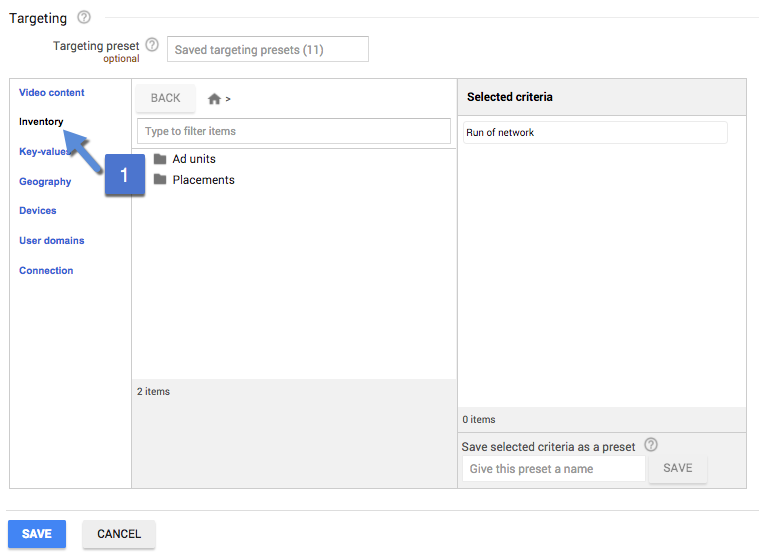 Targeting ?
Targeting preset ? Saved targeting presets (11)
optional
Video content
Inventory
Key-values
Geography
Devices
User domains
Connection
1
BACK >
Type to filter items
Ad units
Placements
2 items
Selected criteria
Run of network
0 items
Save selected criteria as a preset ?
Give this preset a name SAVE
SAVE CANCEL